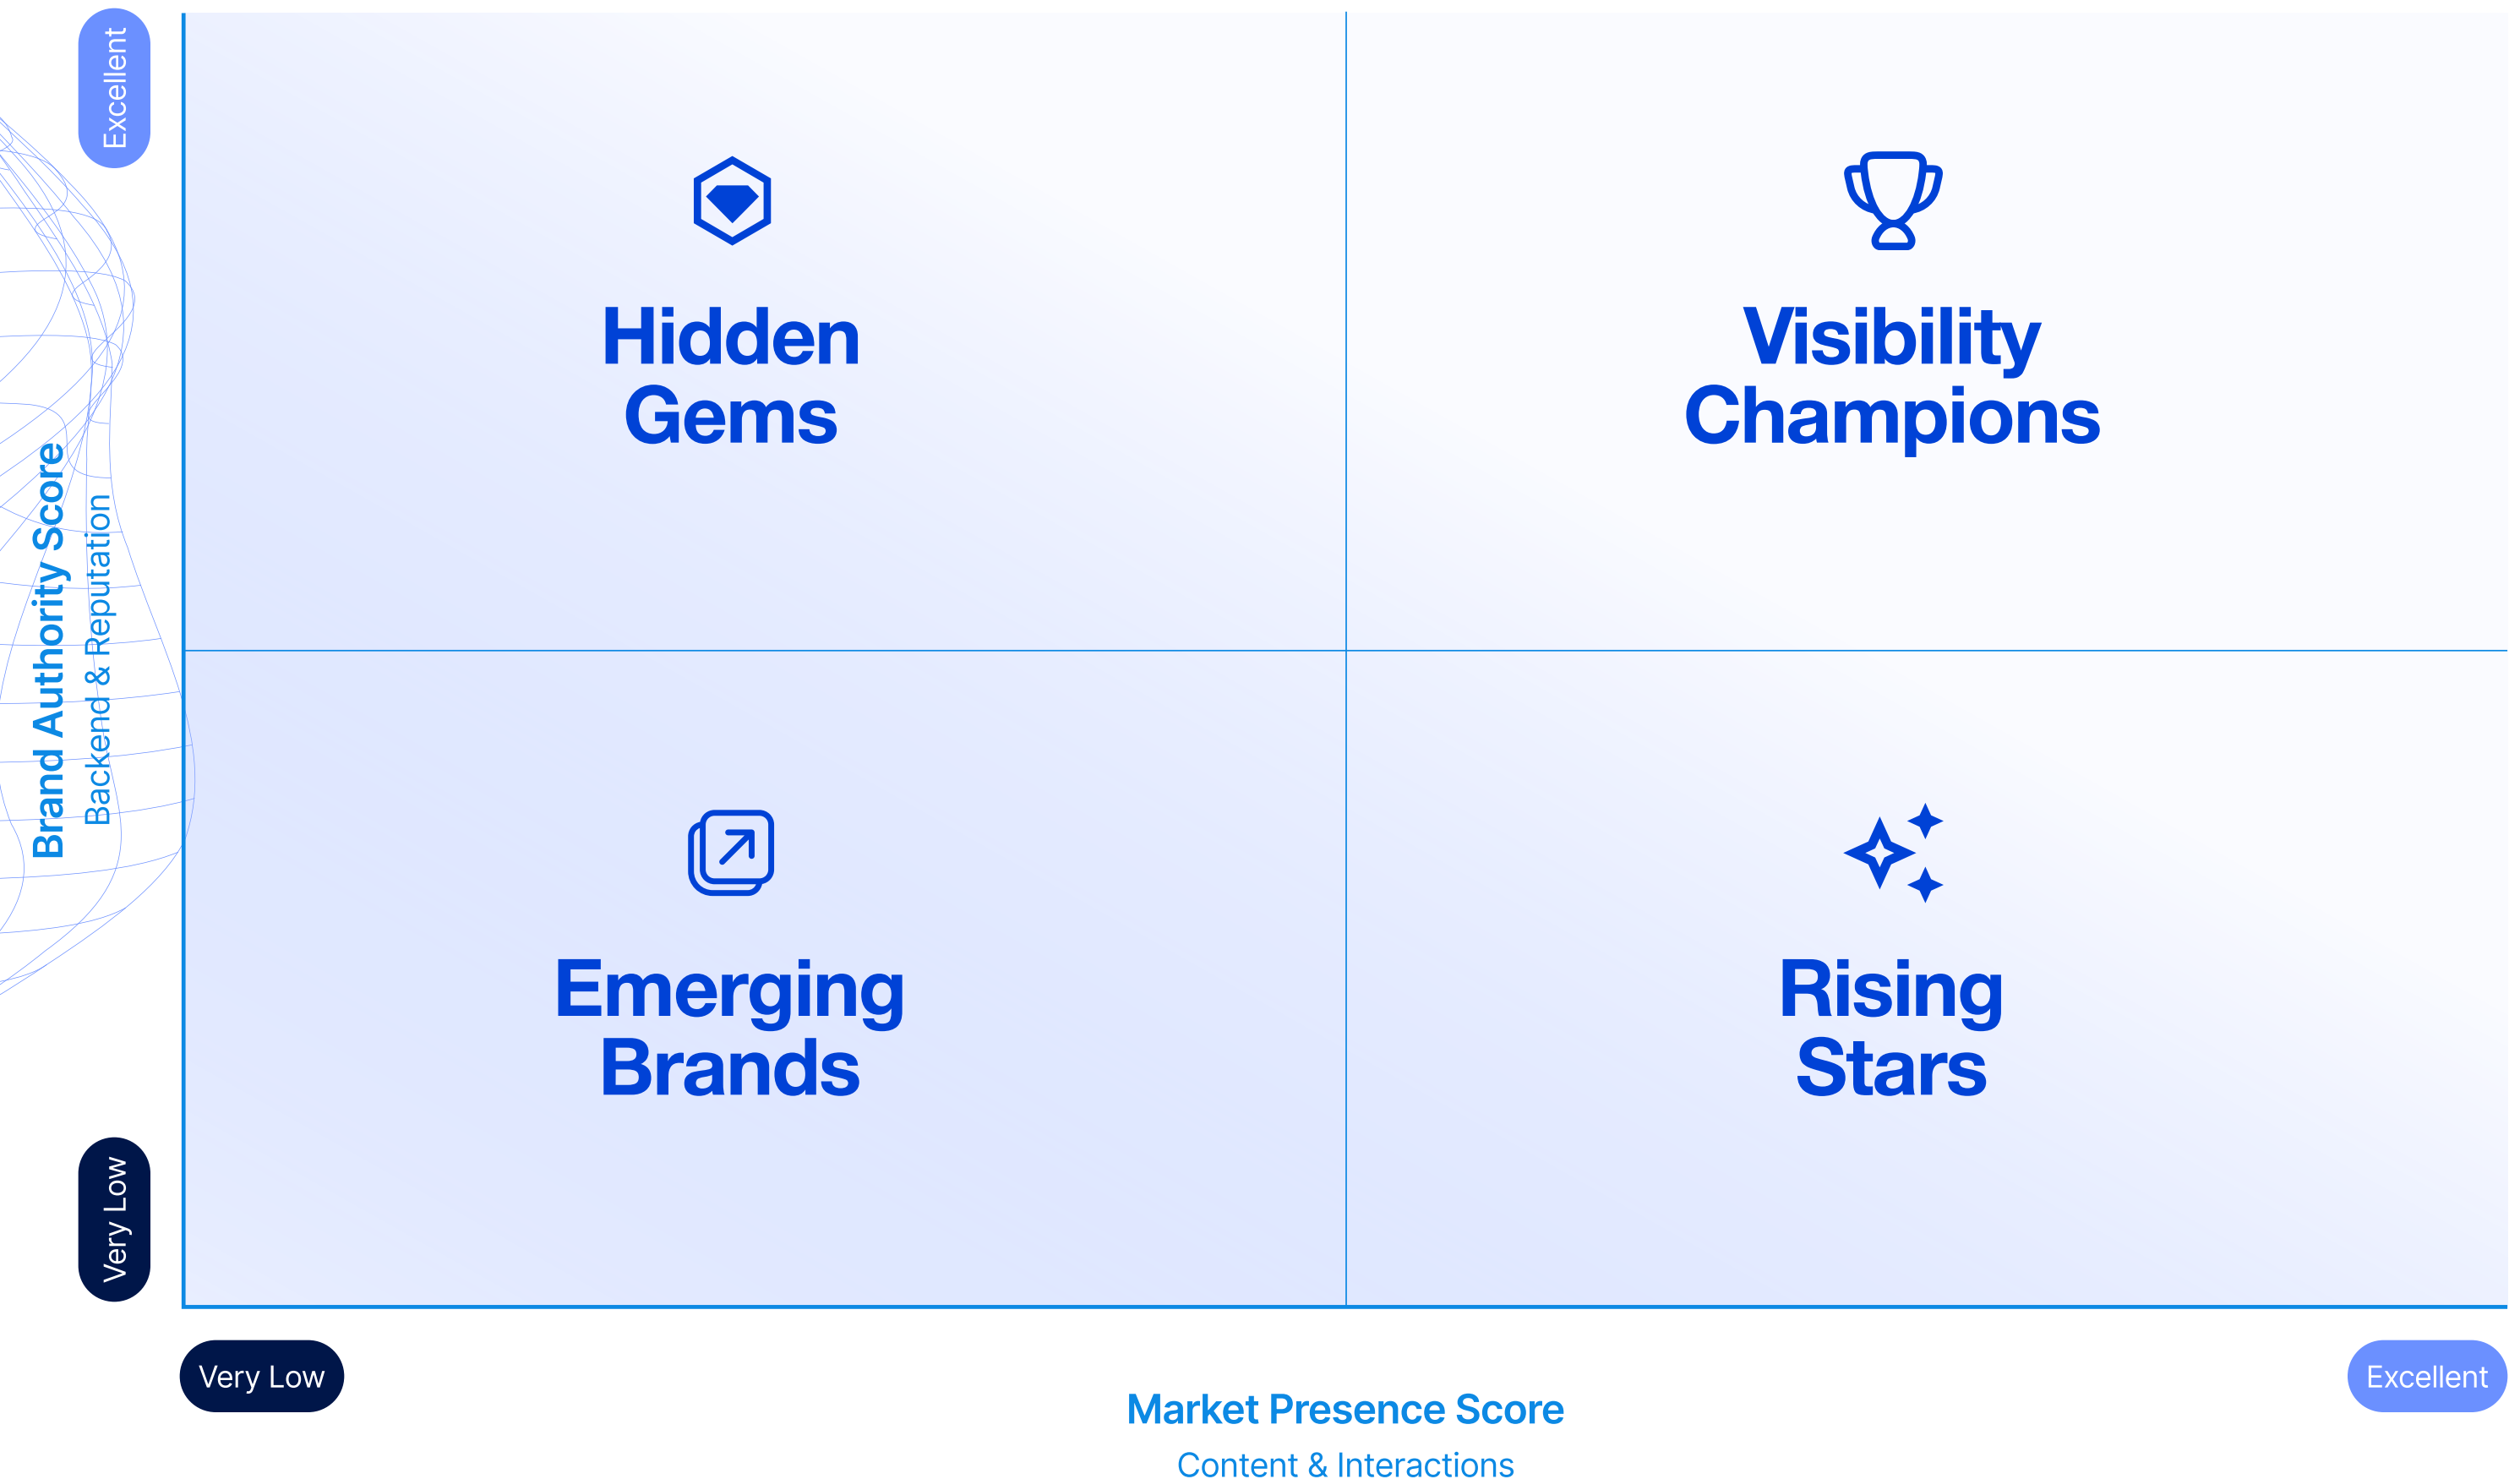 Excellent
Brand Authority Score
Backend & Reputation
Very Low
Hidden
Gems
Visibility
Champions
Emerging
Brands
Rising
Stars
Very Low
Excellent
Market Presence Score
Content & Interactions